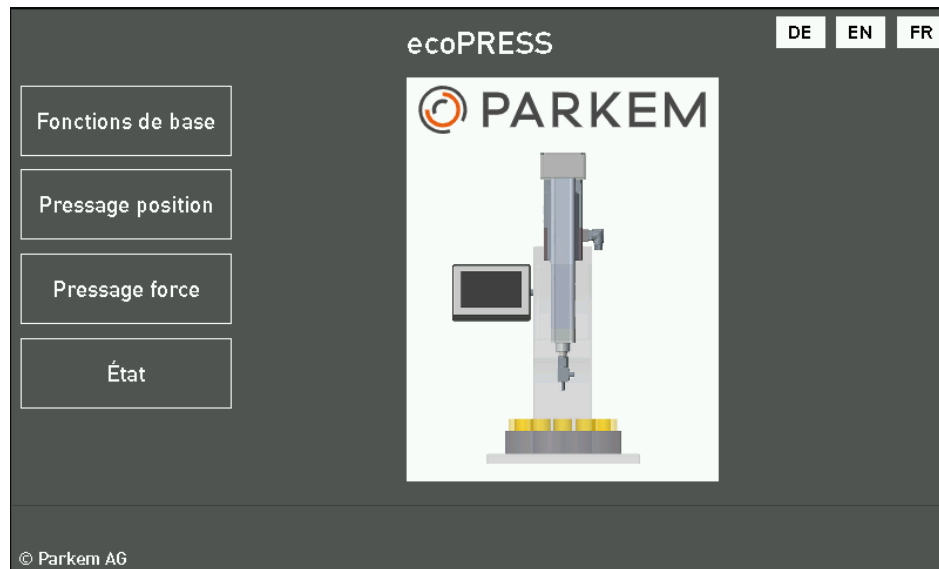 ecoPRESS
DE EN FR
PARKEM
Fonctions de base
Pressage position
Pressage force
État
© Parkem AG